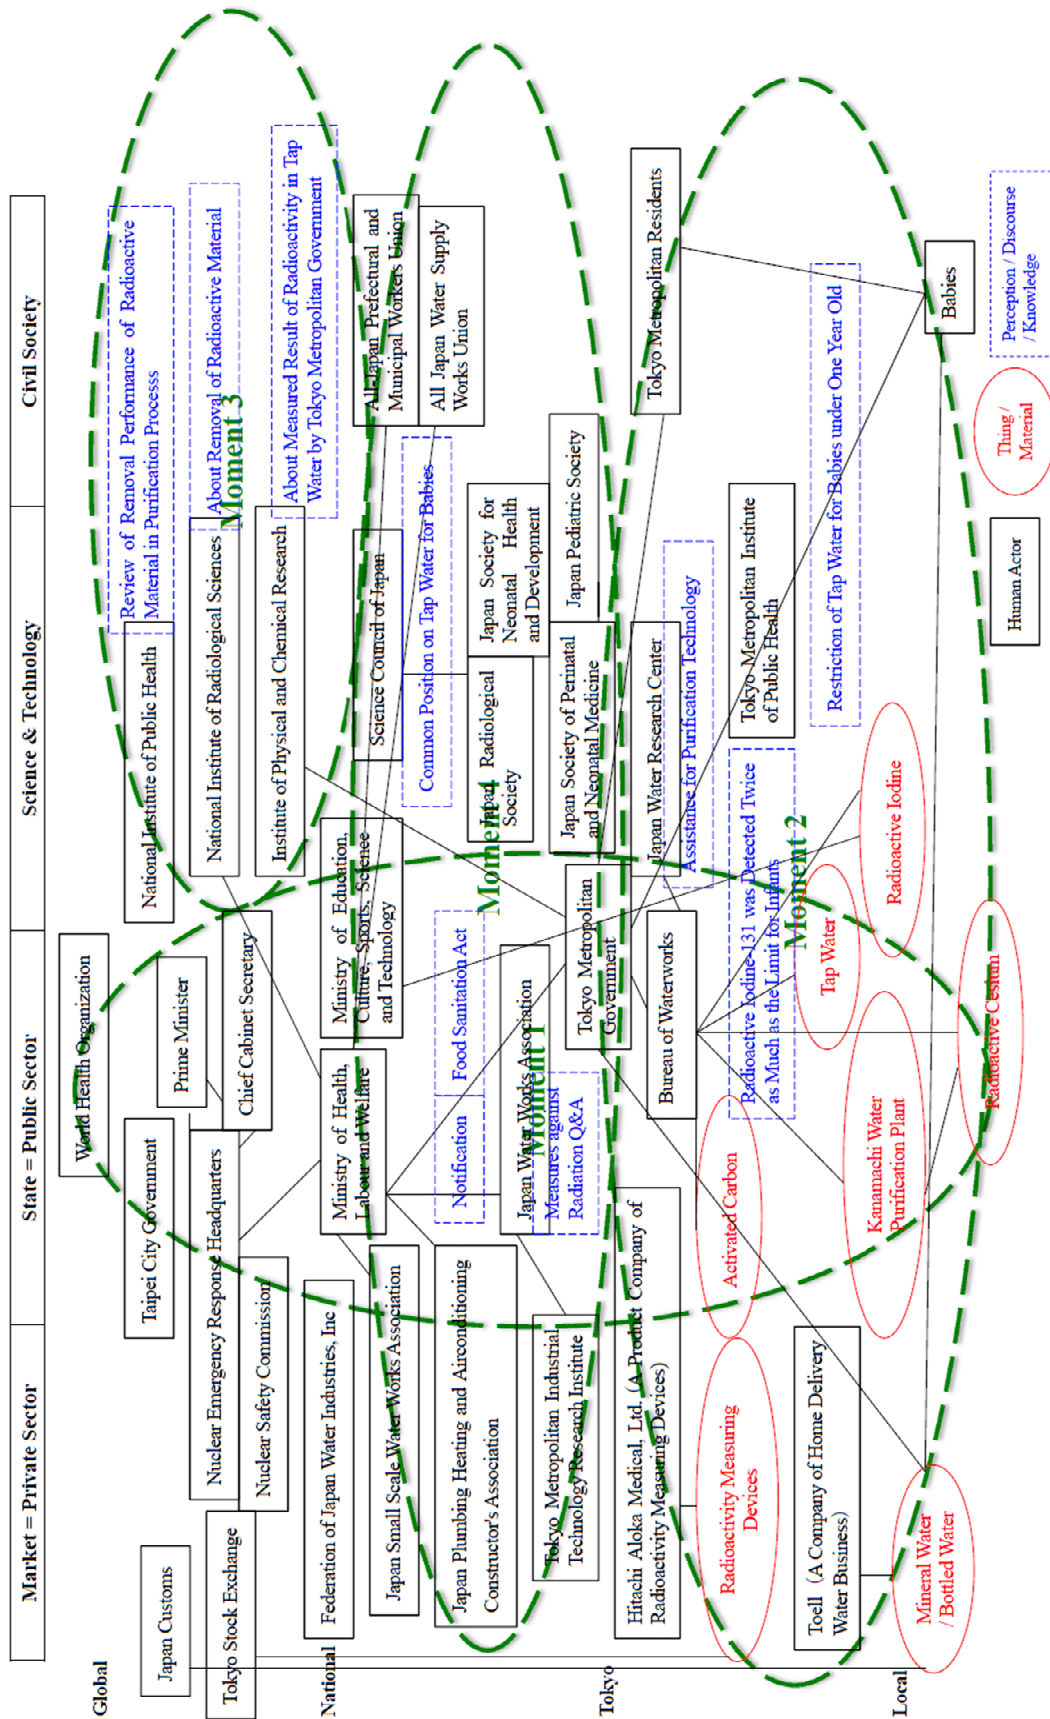 Market = Private Sector
State = Public Sector
Science & Technology
Civil Society
Global
National
Tokyo
Local
World Health Organization
Japan Customs
Taipei City Government
National Institute of Public Health
Review of Removal Performance of Radioactive
Material in Purification Processs
Prime Minister
Tokyo Stock Exchange
Nuclear Emergency Response Headquarters
Chief Cabinet Secretary
National Institute of Radiological Sciences
About Removal of Radioactive Material
Moment 3
Nuclear Safety Commission
Institute of Physical and Chemical Research
About Measured Result of Radioactivity in Tap
Water by Tokyo Metropolitan Government
Federation of Japan Water Industries, Inc
Ministry of Health,
Labour and Welfare
Ministry of Education,
Culture, Sports, Science
and Technology
Science Council of Japan
All-Japan Prefectural and
Municipal Workers Union
Japan Small Scale Water Works Association
All Japan Water Supply
Works Union
Common Position on Tap Water for Babies
Japan Plumbing Heating and Airconditioning
Constructor's Association
Notification
Food Sanitation Act
Moment 4
Japan Radiological
Society
Japan Society for
Neonatal Health
and Development
Japan Water Works Association
Moment 1
Measures against
Radiation Q&A
Tokyo Metropolitan Industrial
Technology Research Institute
Japan Society of Perinatal
and Neonatal Medicine
Japan Pediatric Society
Tokyo Metropolitan
Government
Hitachi Aloka Medical, Ltd. (A Product Company of
Radioactivity Measuring Devices)
Japan Water Research Center
Tokyo Metropolitan Residents
Bureau of Waterworks
Assistance for Purification Technology
Radioactivity Measuring
Devices
Activated Carbon
Radioactive Iodine-131 was Detected Twice
as Much as the Limit for Infants
Moment 2
Tokyo Metropolitan Institute
of Public Health
Toell (A Company of Home Delivery
Water Business)
Tap Water
Restriction of Tap Water for Babies under One Year Old
Kanamachi Water
Purification Plant
Radioactive Iodine
Mineral Water
/ Bottled Water
Babies
Radioactive Cesium
Human Actor
Thing /
Material
Perception / Discourse
/ Knowledge